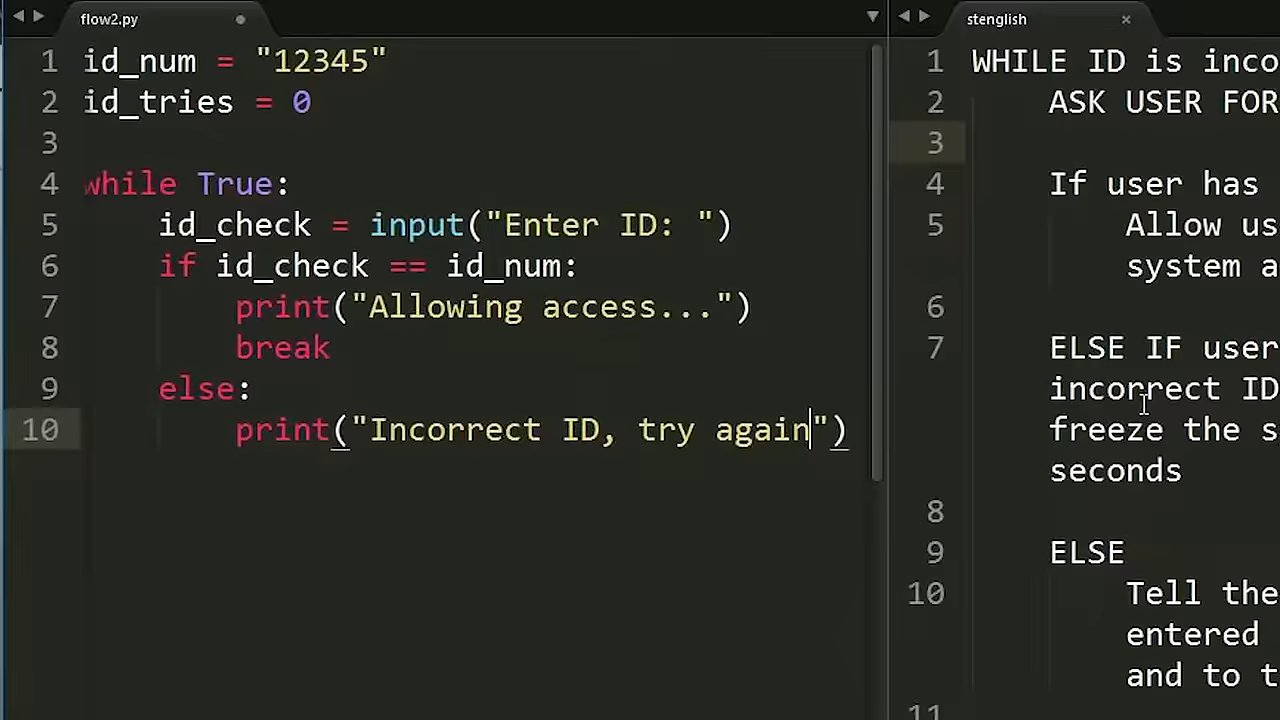 flow2.py
1 id_num = "12345"
2 id_tries = 0
3
4 while True:
5 id_check = input("Enter ID: ")
6 if id_check == id_num:
7 print("Allowing access...")
8 break
9 else:
10 print("Incorrect ID, try again")
stenglish
1 WHILE ID is inco
2 ASK USER FOR
3
4 If user has
5 Allow us
system a
6
7 ELSE IF user
incorrect ID
freeze the s
seconds
8
9 ELSE
10 Tell the
entered
and to t
11